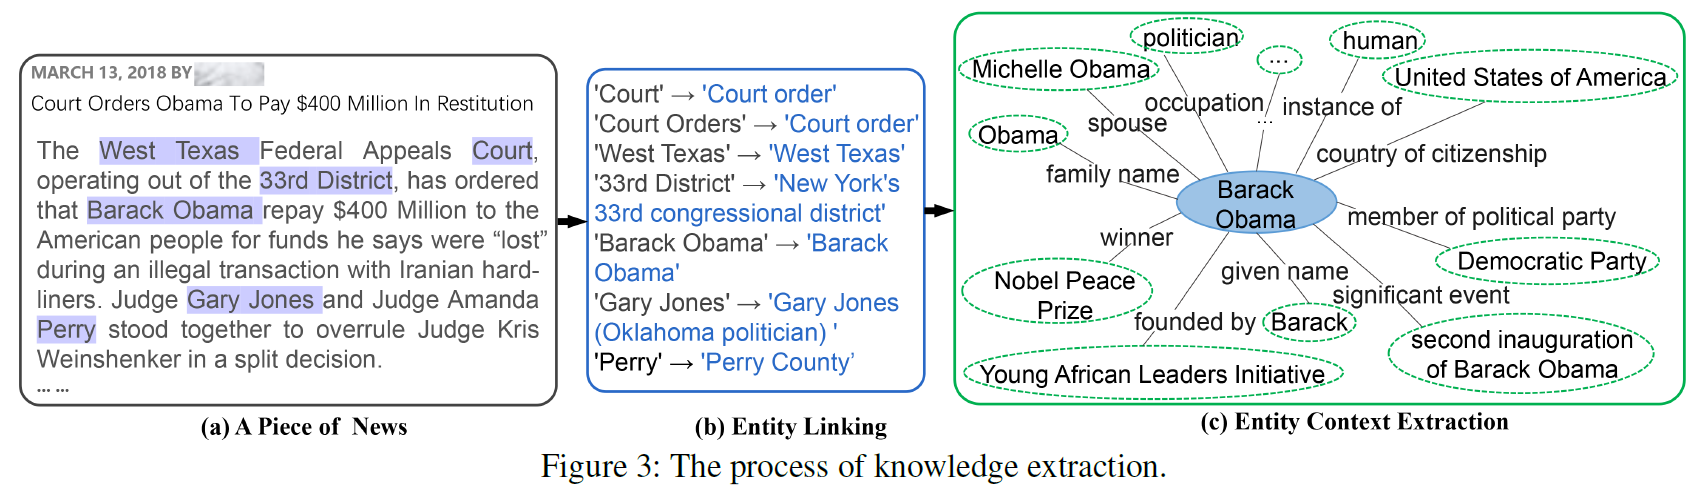 MARCH 13, 2018 BY
Court Orders Obama To Pay $400 Million In Restitution
The West Texas Federal Appeals Court,
operating out of the 33rd District, has ordered
that Barack Obama repay $400 Million to the
American people for funds he says were “lost”
during an illegal transaction with Iranian hard-
liners. Judge Gary Jones and Judge Amanda
Perry stood together to overrule Judge Kris
Weinshenker in a split decision.
... ...
(a) A Piece of News
'Court' → 'Court order'
'Court Orders' → 'Court order'
'West Texas' → 'West Texas'
'33rd District' → 'New York's
33rd congressional district'
'Barack Obama' → 'Barack
Obama'
'Gary Jones' → 'Gary Jones
(Oklahoma politician) '
'Perry' → 'Perry County’
(b) Entity Linking
politician
...
human
Michelle Obama
United States of America
occupation
instance of
...
spouse
Obama
country of citizenship
family name
Barack
Obama
member of political party
winner
Democratic Party
Nobel Peace
Prize
given name
significant event
founded by
Barack
second inauguration
of Barack Obama
Young African Leaders Initiative
(c) Entity Context Extraction
Figure 3: The process of knowledge extraction.